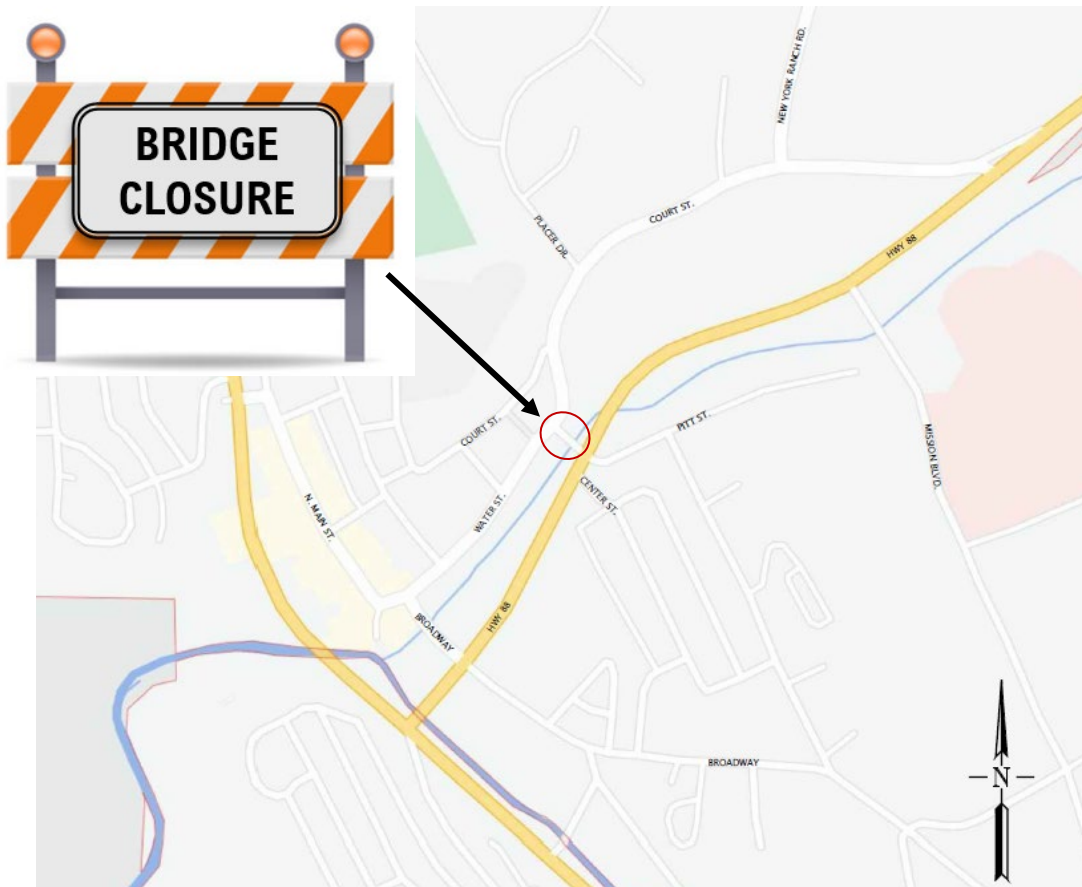 BRIDGE
CLOSURE
NEW YORK RANCH RD.
COURT ST.
PLACER DR.
HWY 88
COURT ST.
PITT ST.
MISSION BLVD.
N. MAIN ST.
WATER ST.
CENTER ST.
BROADWAY
HWY 88
BROADWAY
N